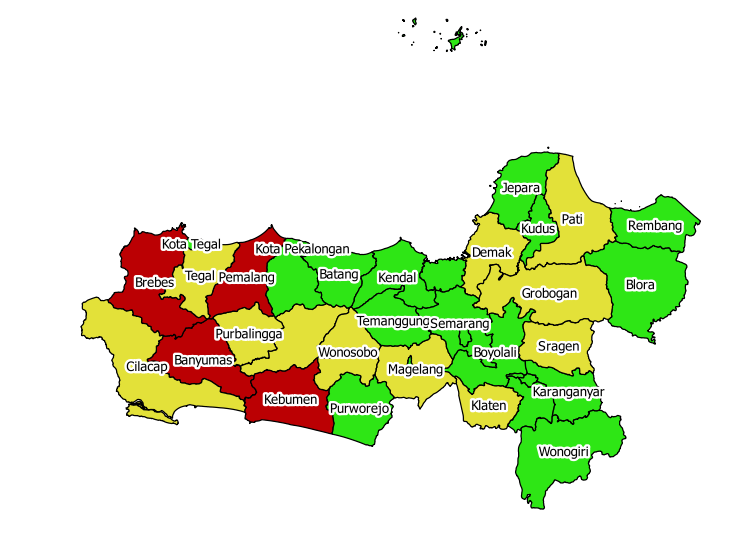 Jepara
Pati
Kudus
Rembang
Kota Tegal
Kota Pekalongan
Demak
Brebes
Tegal
Pemalang
Batang
Kendal
Grobogan
Blora
Temanggung
Semarang
Purbalingga
Sragen
Wonosobo
Boyolali
Banyumas
Cilacap
Magelang
Karanganyar
Kebumen
Purworejo
Klaten
Wonogiri